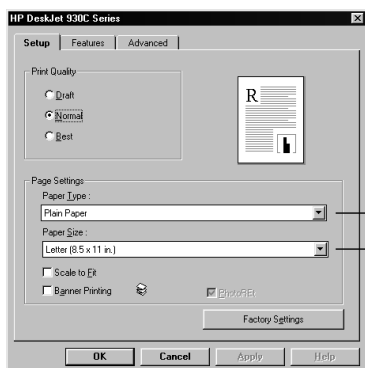 HP DeskJet 930C Series
Setup Features Advanced
Print Quality
Draft
Normal
Best
R
Page Settings
Paper Type :
Plain Paper
Paper Size :
Letter (8.5 x 11 in.)
Scale to Fit
Banner Printing
PhotoREt
Factory Settings
OK Cancel Apply Help